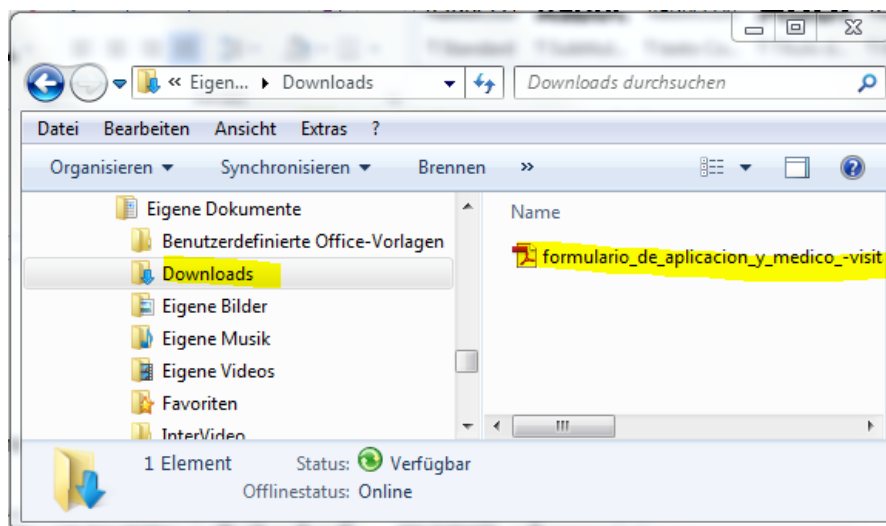 « Eigen... Downloads
Downloads durchsuchen
Datei Bearbeiten Ansicht Extras ?
Organisieren Synchronisieren Brennen »
Eigene Dokumente
Benutzerdefinierte Office-Vorlagen
Downloads
Eigene Bilder
Eigene Musik
Eigene Videos
Favoriten
InterVideo
Name
formulario_de_aplicacion_y_medico_-visit
1 Element Status: Verfügbar
Offlinestatus: Online